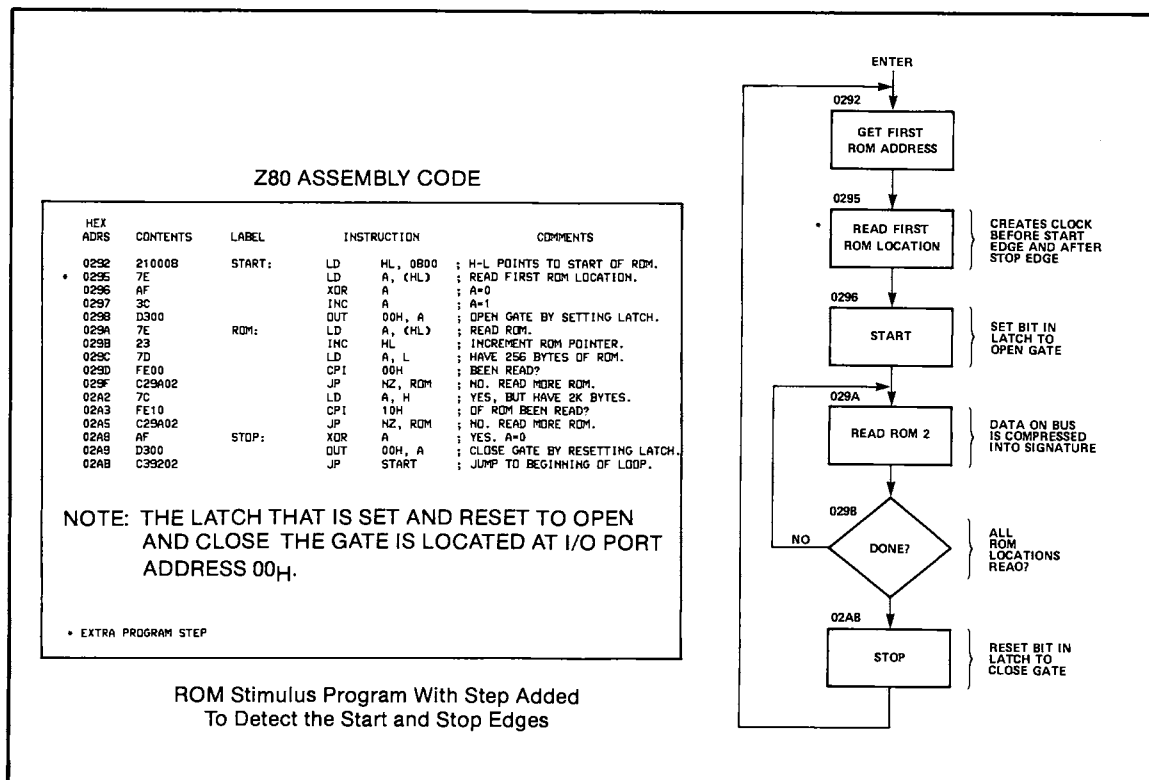 Z80 ASSEMBLY CODE
HEX
ADRS CONTENTS LABEL INSTRUCTION COMMENTS
0292 210008 START: LD HL, 0800 ; H-L POINTS TO START OF ROM.
• 0295 7E LD A, (HL) ; READ FIRST ROM LOCATION.
0296 AF XOR A ; A=0
0297 3C INC A ; A=1
0298 D300 OUT 00H, A ; OPEN GATE BY SETTING LATCH.
029A 7E ROM: LD A, (HL) ; READ ROM.
029B 23 INC HL ; INCREMENT ROM POINTER.
029C 7D LD A, L ; HAVE 256 BYTES OF ROM.
029D FE00 CPI 00H ; BEEN READ?
029F C29A02 JP NZ, ROM ; NO. READ MORE ROM.
02A2 7C LD A, H ; YES, BUT HAVE 2K BYTES.
02A3 FE10 CPI 10H ; OF ROM BEEN READ?
02A5 C29A02 JP NZ, ROM ; NO. READ MORE ROM.
02A8 AF STOP: XOR A ; YES. A=0
02A9 D300 OUT 00H, A ; CLOSE GATE BY RESETTING LATCH.
02AB C39202 JP START ; JUMP TO BEGINNING OF LOOP.
NOTE: THE LATCH THAT IS SET AND RESET TO OPEN
AND CLOSE THE GATE IS LOCATED AT I/O PORT
ADDRESS 00H.
• EXTRA PROGRAM STEP
ROM Stimulus Program With Step Added
To Detect the Start and Stop Edges
ENTER
0292
GET FIRST
ROM ADDRESS
0295
• READ FIRST
ROM LOCATION
CREATES CLOCK
BEFORE START
EDGE AND AFTER
STOP EDGE
0296
START
SET BIT IN
LATCH TO
OPEN GATE
029A
READ ROM 2
DATA ON BUS
IS COMPRESSED
INTO SIGNATURE
029B
NO
DONE?
ALL
ROM
LOCATIONS
READ?
02A8
STOP
RESET BIT IN
LATCH TO
CLOSE GATE